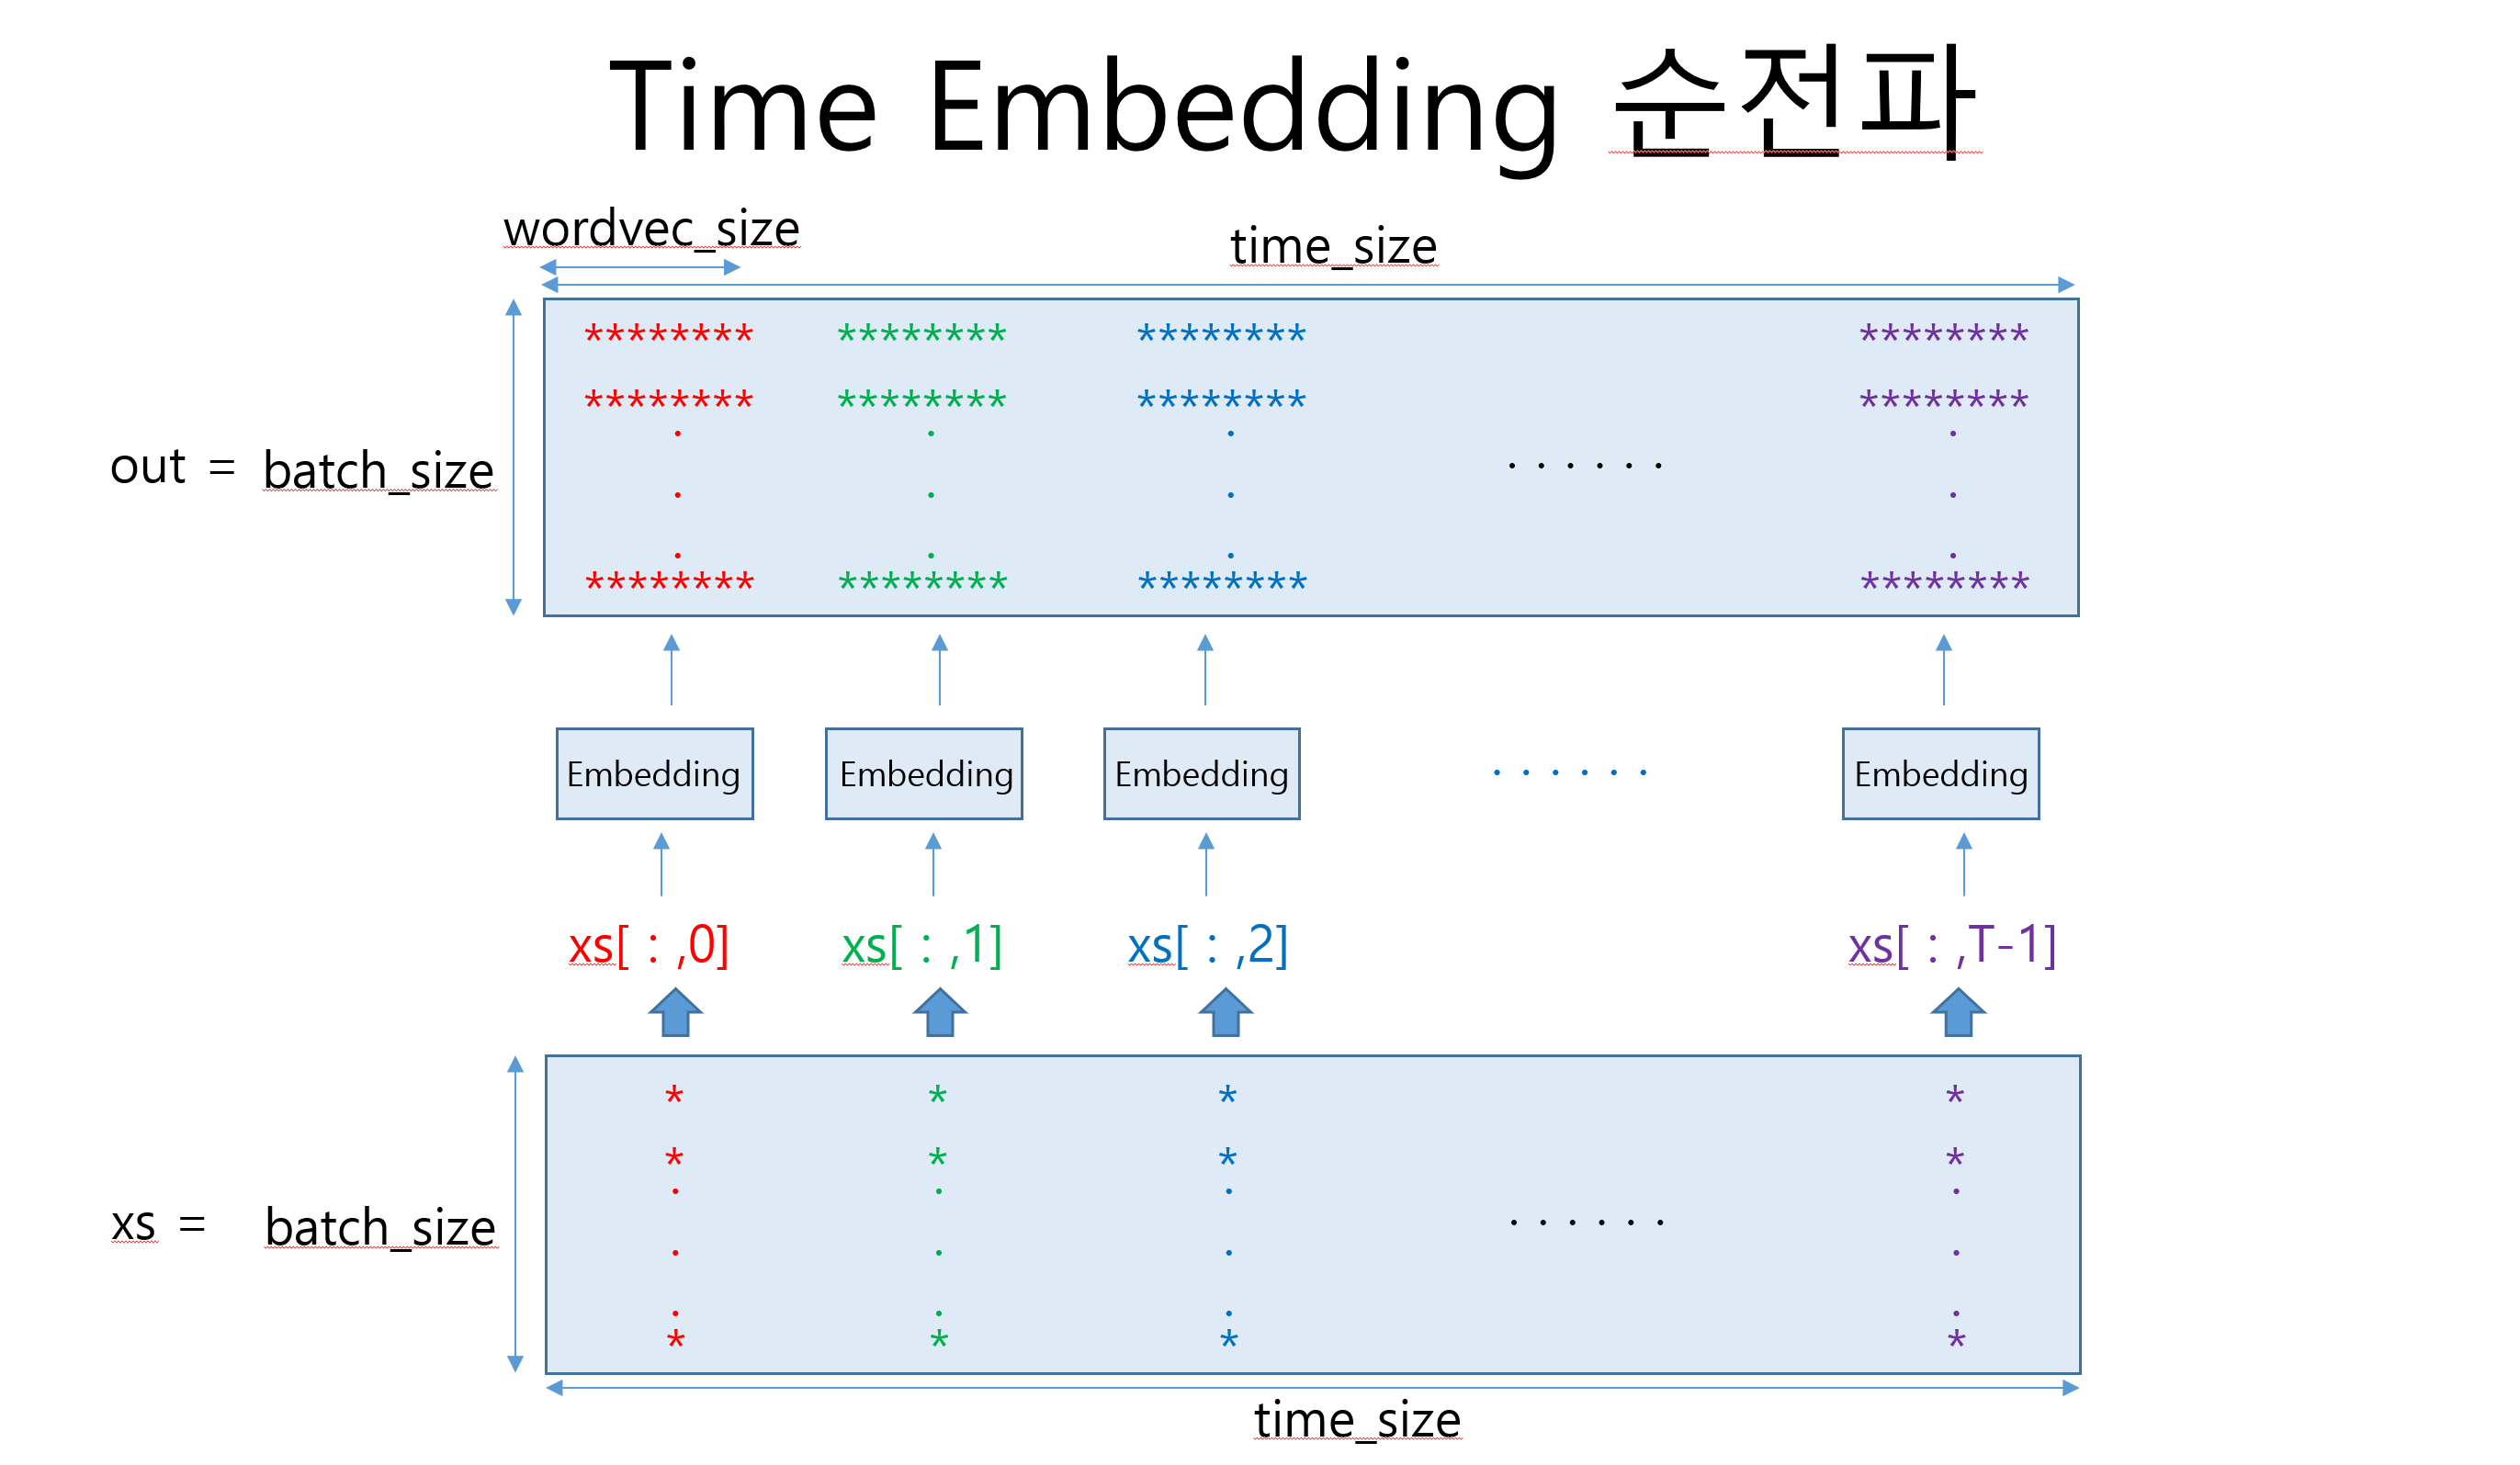 Time Embedding 순전파
wordvec_size
time_size
******** ******** ******** ********
******** ******** ******** ********
. . . .
out = batch_size . . . . . .
. . . .
. . . .
******** ******** ******** ********
Embedding Embedding Embedding . . . . . . Embedding
xs[ : ,0] xs[ : ,1] xs[ : ,2] xs[ : ,T-1]
* * * *
* * * *
. . . .
xs = batch_size . . . . . .
. . . .
. . . .
* * * *
time_size